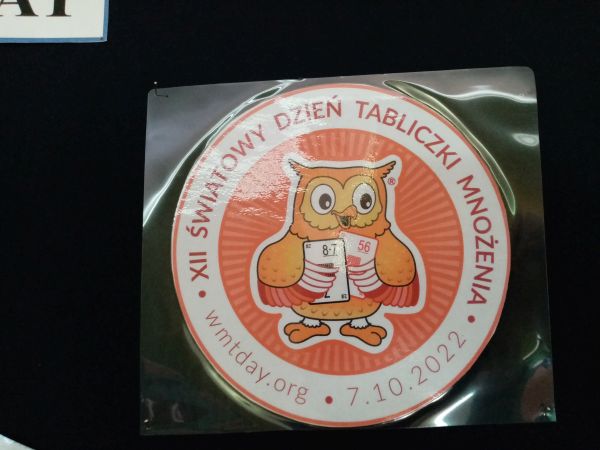 XII ŚWIATOWY DZIEŃ TABLICZKI MNOŻENIA
®
8·7
56
wmtday.org • 7.10.2022